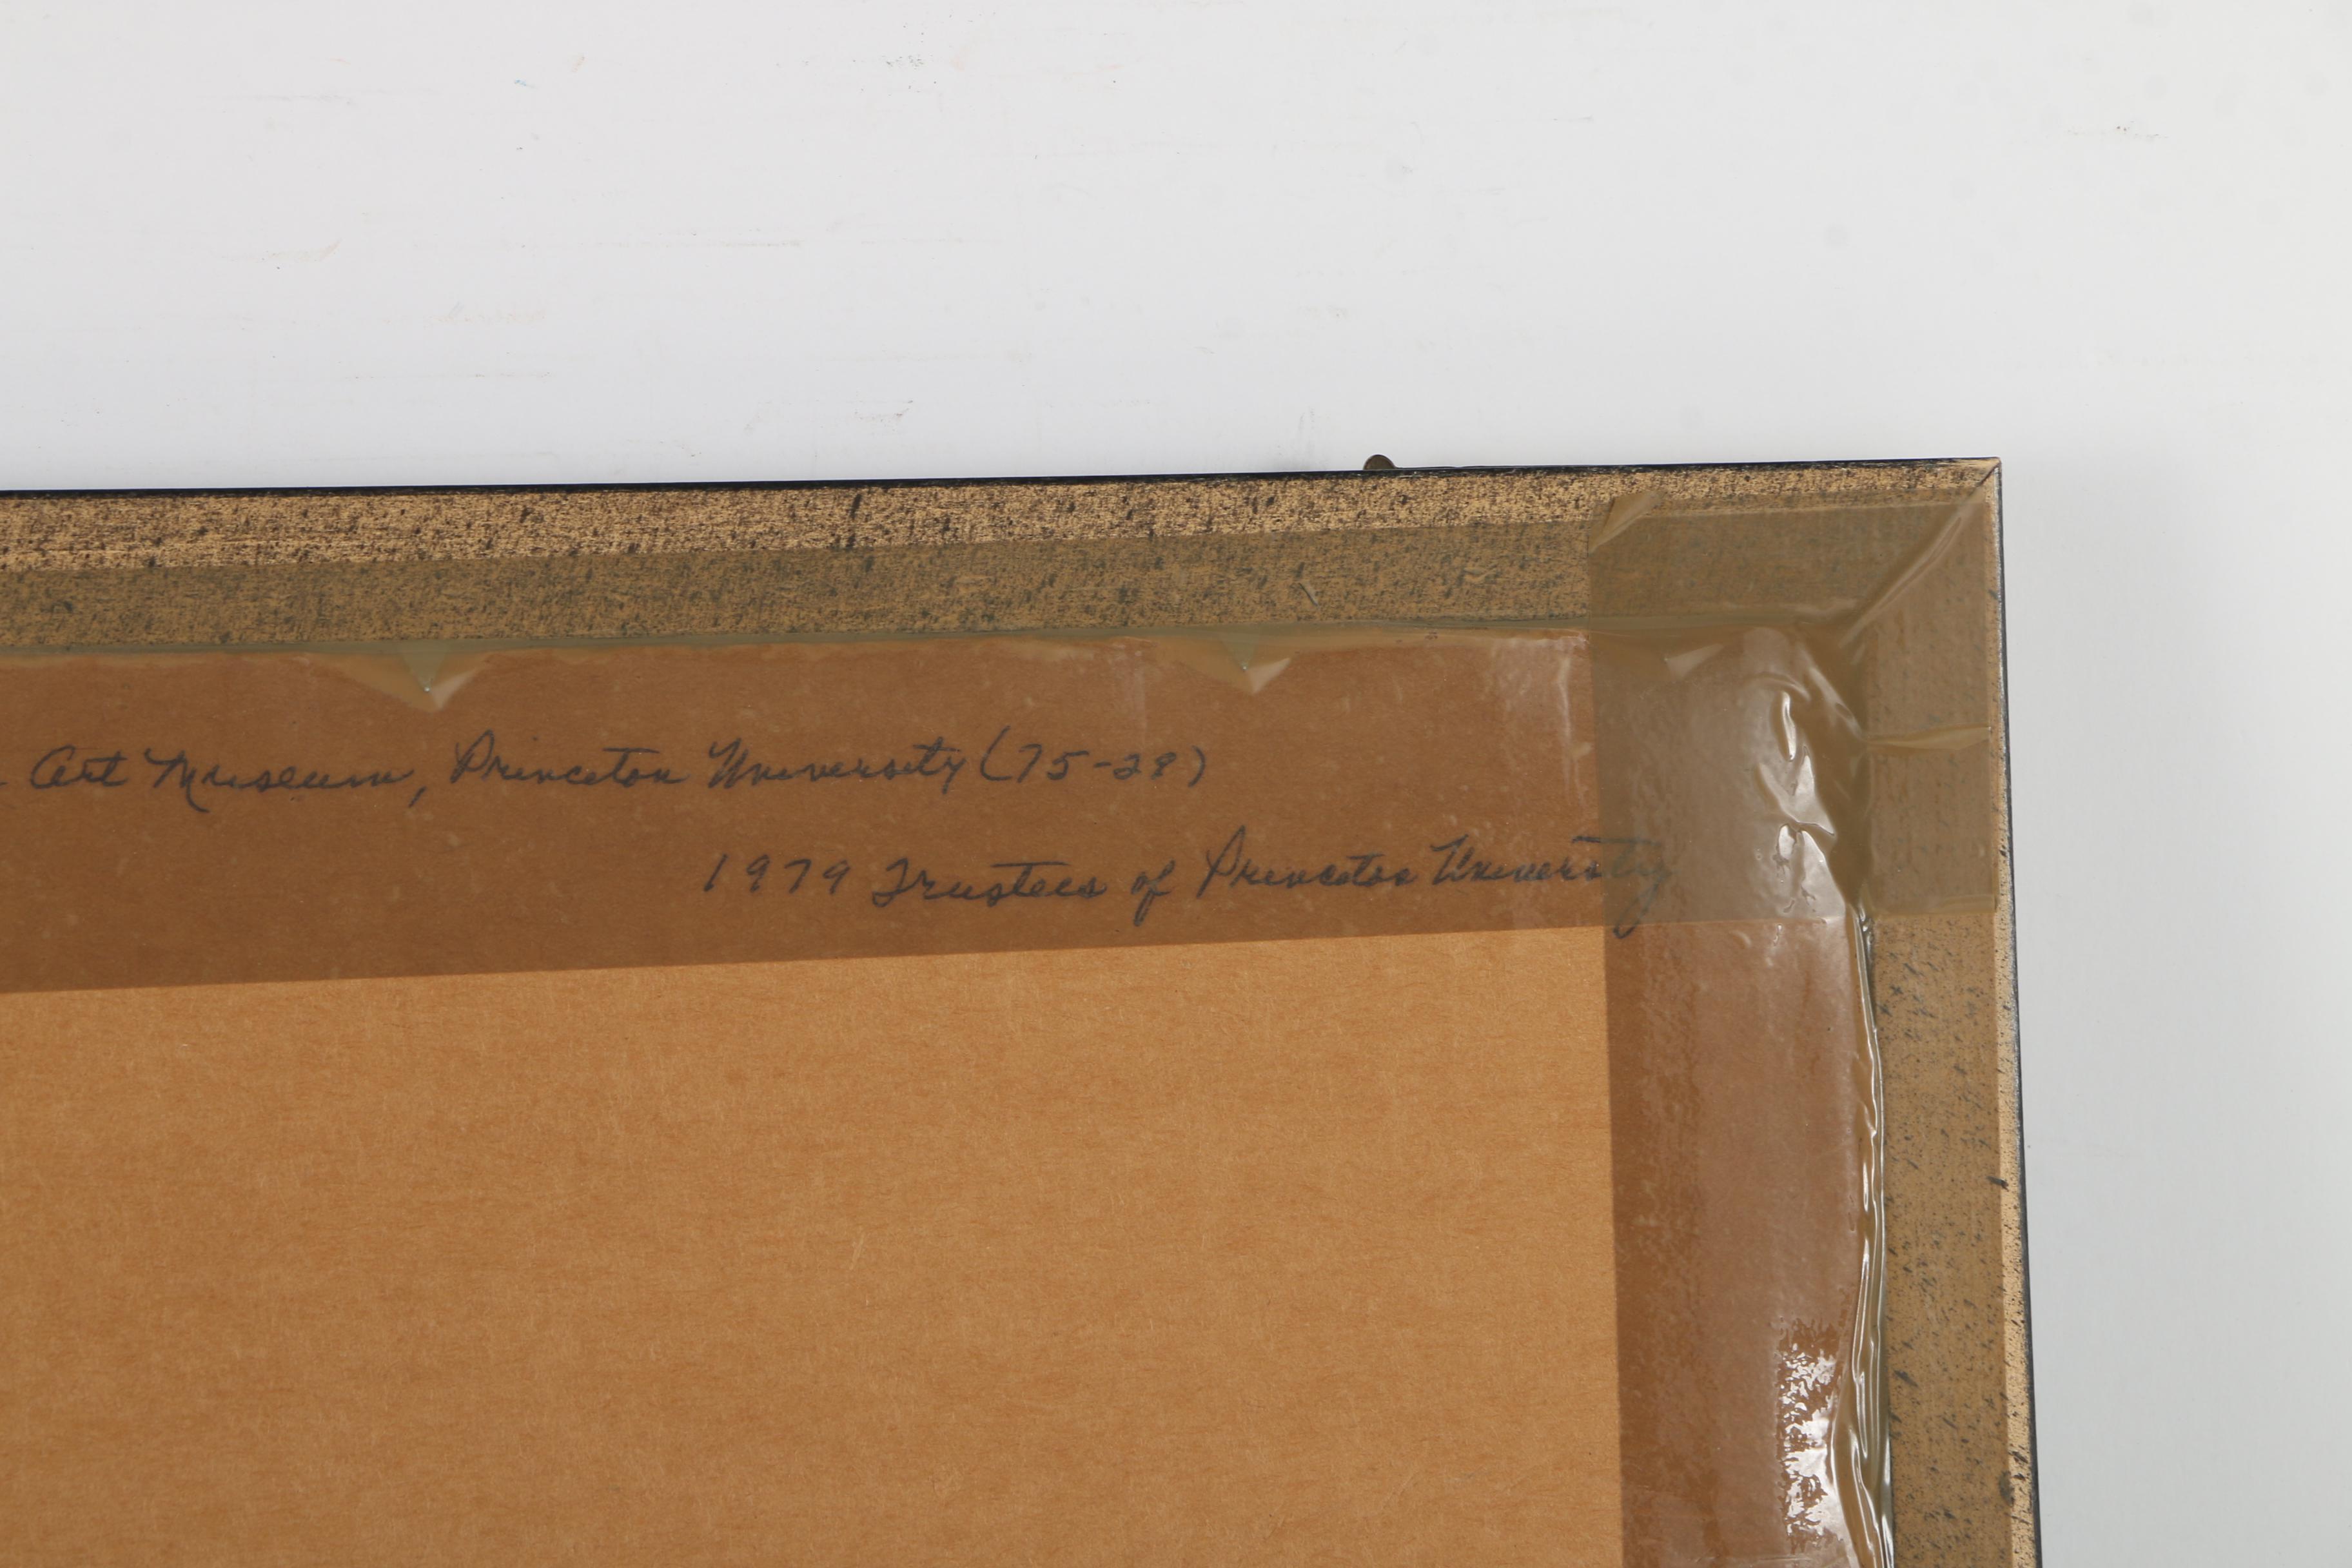 Art Museum, Princeton University (75-28)
1979 Trustees of Princeton University